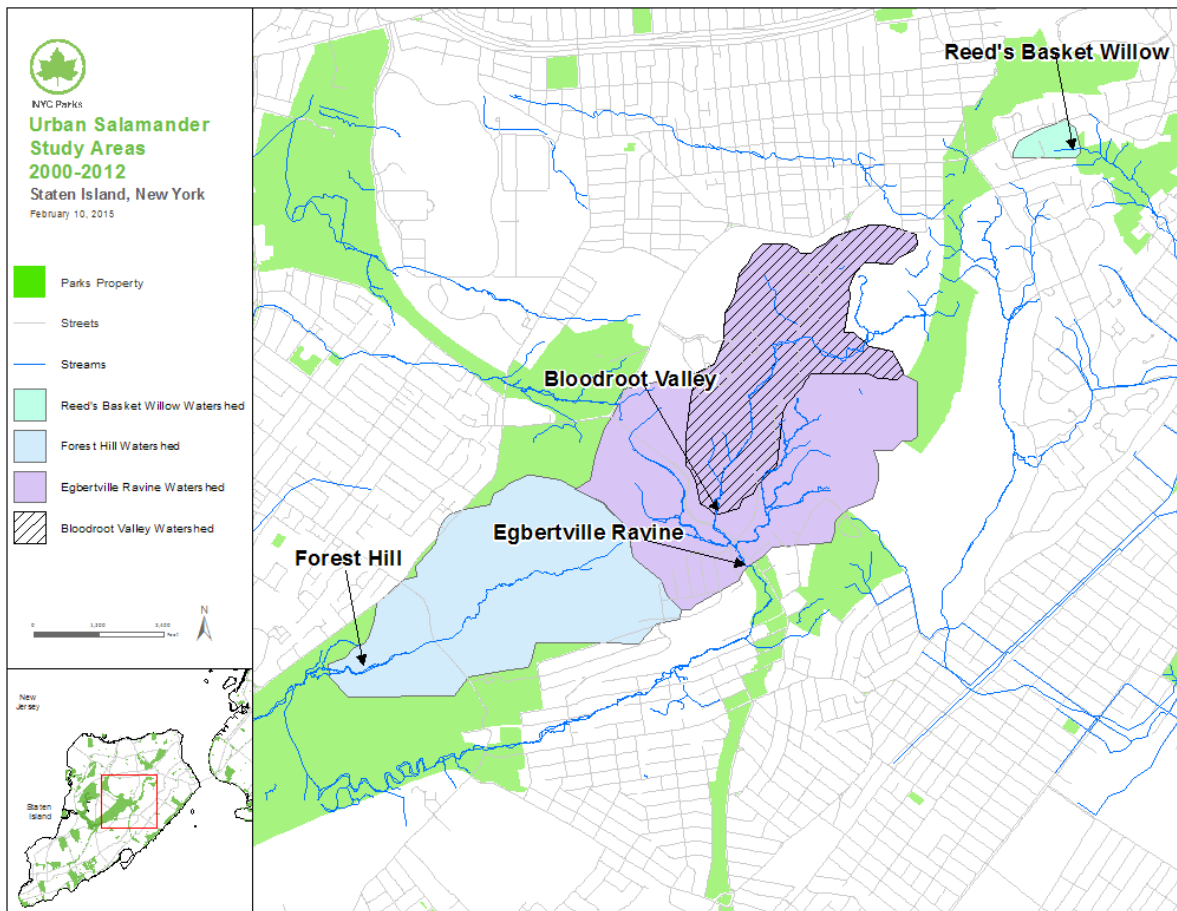 NYC Parks
Urban Salamander
Study Areas
2000-2012
Staten Island, New York
February 10, 2015
Parks Property
Streets
Streams
Reed's Basket Willow Watershed
Forest Hill Watershed
Egbertville Ravine Watershed
Bloodroot Valley Watershed
N
0
Feet
New
Jersey
Staten
Island
Reed's Basket Willow
Bloodroot Valley
Egbertville Ravine
Forest Hill